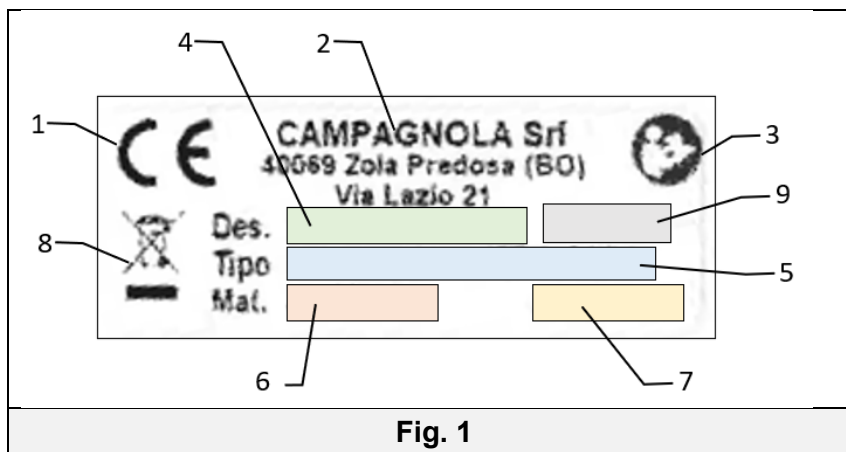 4 2
1 CE CAMPAGNOLA Srl 3
40069 Zola Predosa (BO)
Via Lazio 21 9
8 Des.
Tipo 5
Mat.
6 7
Fig. 1